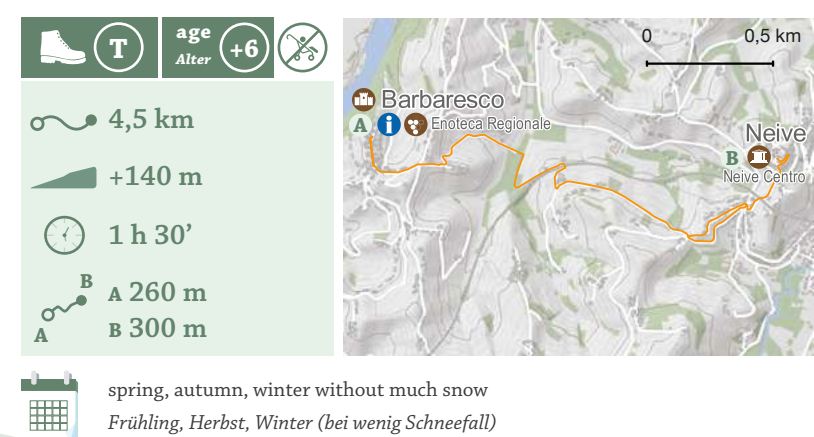 T
age
Alter
+6
4,5 km
+140 m
1 h 30’
B
A
A 260 m
B 300 m
0 0,5 km
Barbaresco
A i Enoteca Regionale
Neive
B
Neive Centro
spring, autumn, winter without much snow
Frühling, Herbst, Winter (bei wenig Schneefall)